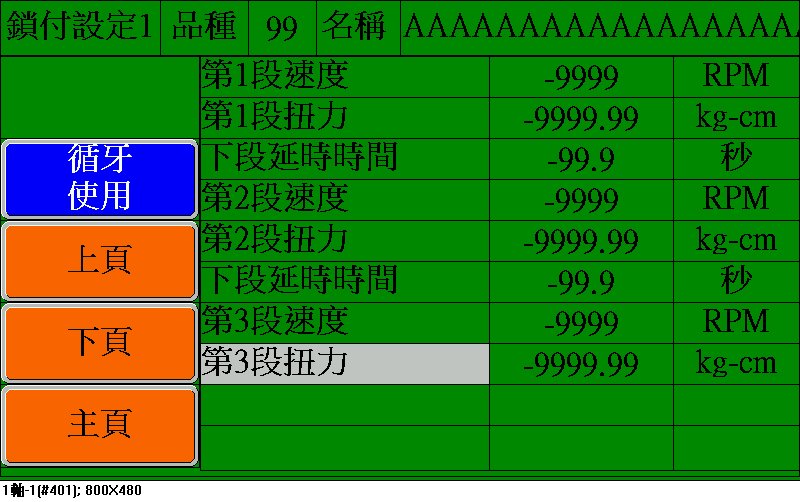 鎖付設定1 品種 99 名稱 AAAAAAAAAAAAAAAAAA
第1段速度 -9999 RPM
第1段扭力 -9999.99 kg-cm
循牙
使用
下段延時時間 -99.9 秒
第2段速度 -9999 RPM
上頁
第2段扭力 -9999.99 kg-cm
下段延時時間 -99.9 秒
下頁
第3段速度 -9999 RPM
第3段扭力 -9999.99 kg-cm
主頁
1軸-1(#401); 800X480